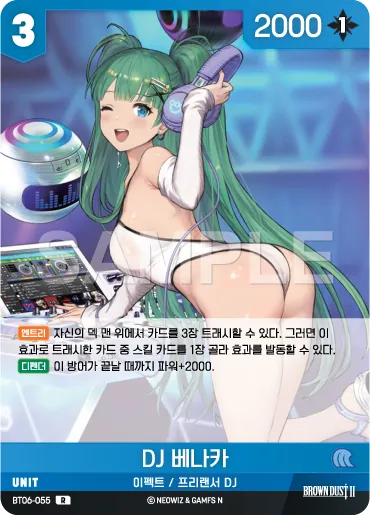 3
2000 1
SAMPLE
엔트리 자신의 덱 맨 위에서 카드를 3장 트래시할 수 있다. 그러면 이
효과로 트래시한 카드 중 스킬 카드를 1장 골라 효과를 발동할 수 있다.
디펜더 이 방어가 끝날 때까지 파워+2000.
DJ 베나카
UNIT
이펙트 / 프리랜서 DJ
BT06-055 R
© NEOWIZ & GAMFS N
BROWN DUST II